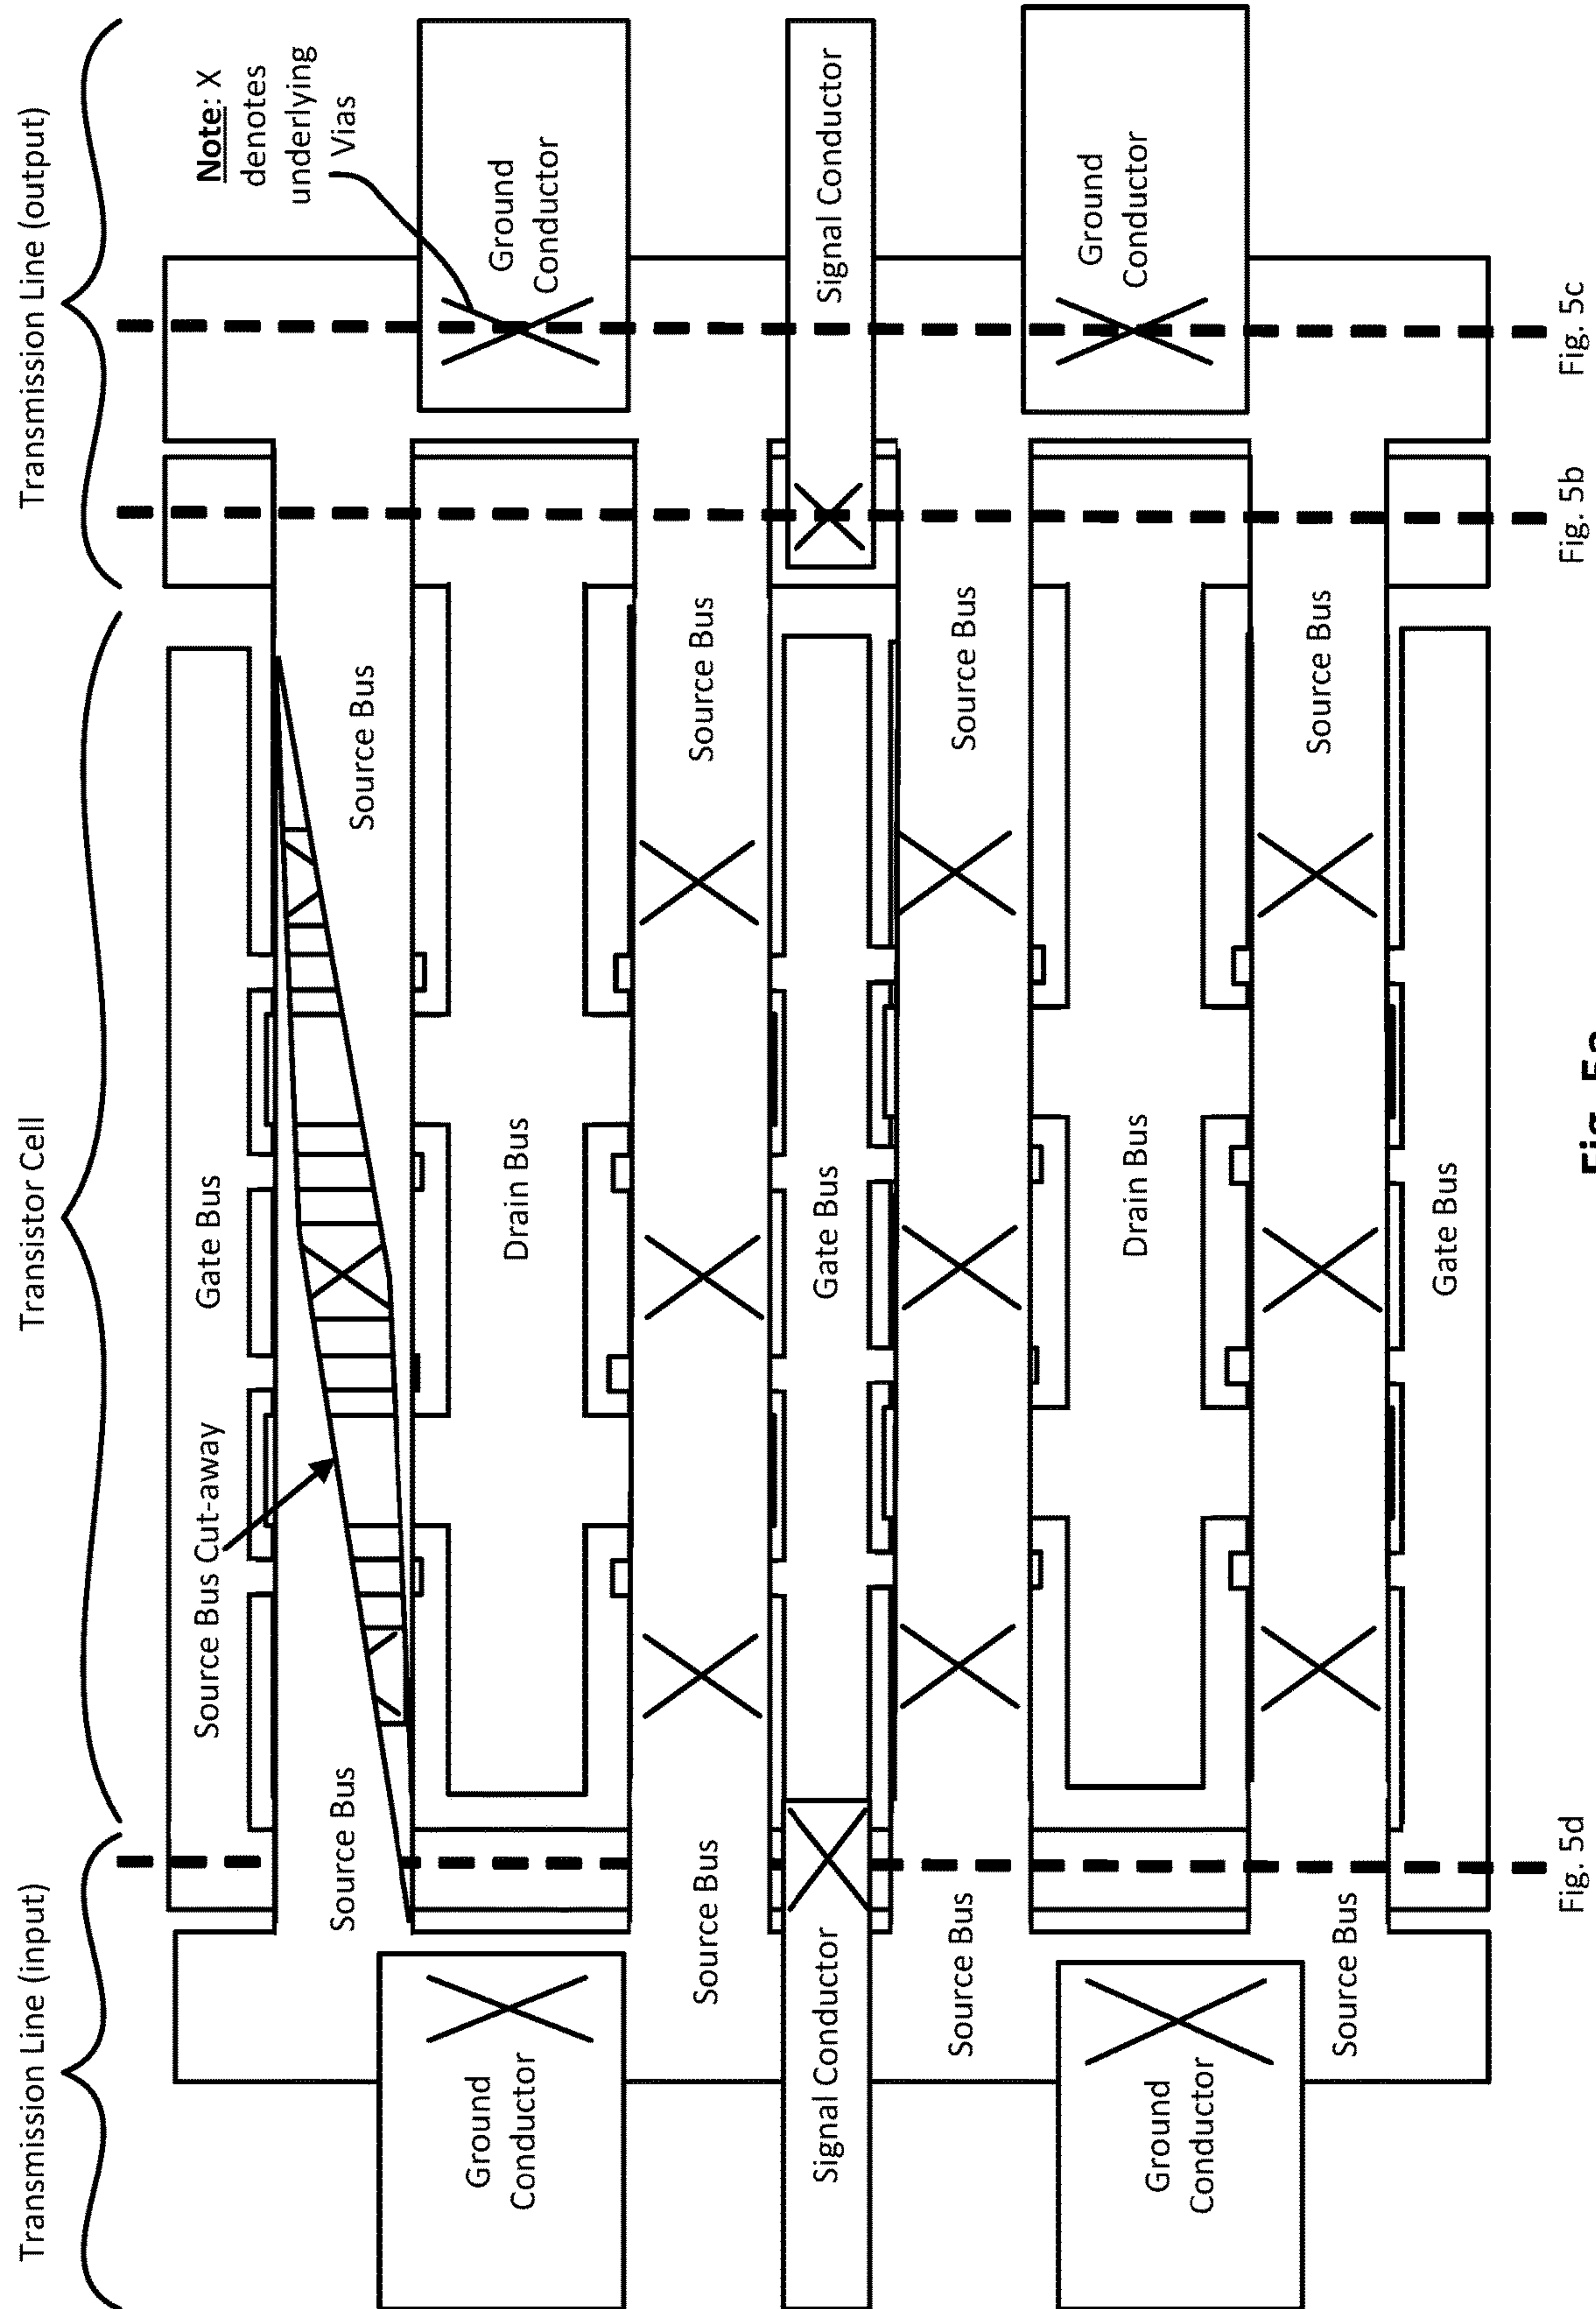 Transmission Line (input)
Transistor Cell
Transmission Line (output)
Note: X
denotes
underlying
Vias
Gate Bus
Source Bus Cut-away
Source Bus
Source Bus
Ground
Conductor
Drain Bus
Ground
Conductor
Source Bus
Source Bus
Signal Conductor
Gate Bus
Signal Conductor
Source Bus
Source Bus
Ground
Conductor
Drain Bus
Ground
Conductor
Source Bus
Source Bus
Gate Bus
Fig. 5d
Fig. 5b
Fig. 5c